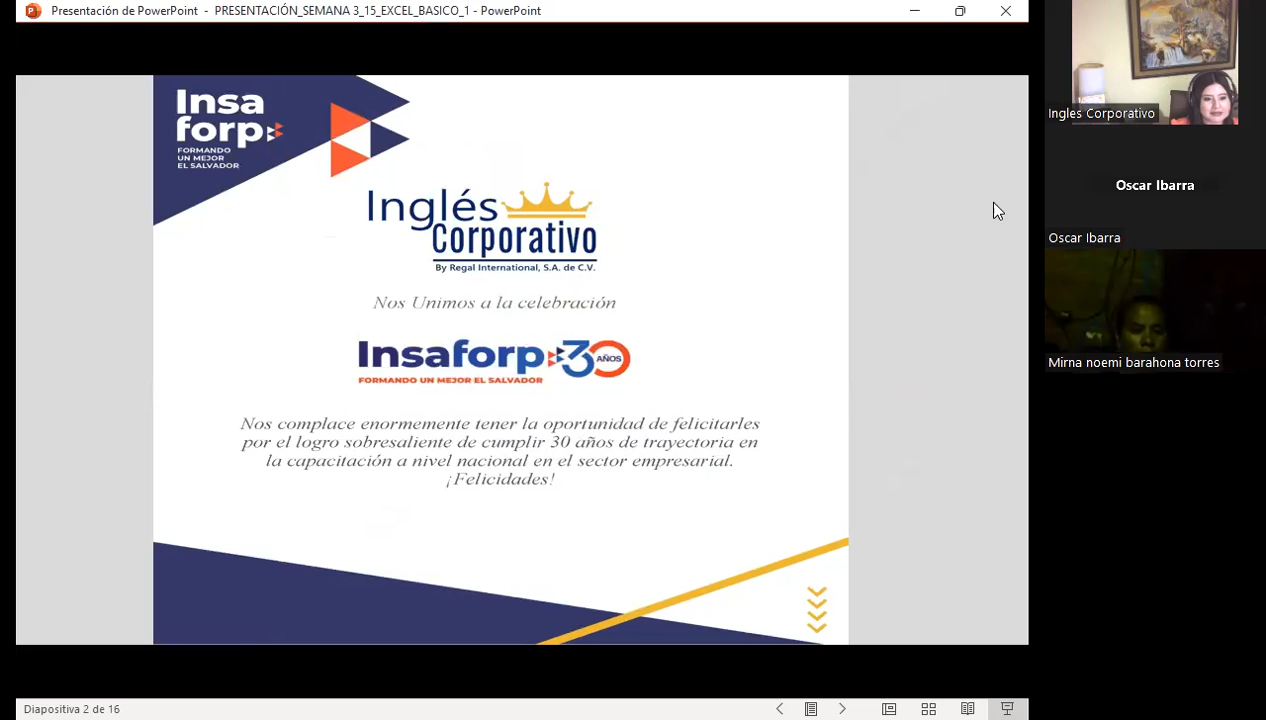 Presentación de PowerPoint - PRESENTACIÓN_SEMANA 3_15_EXCEL_BASICO_1 - PowerPoint
Insa
forp
FORMANDO
UN MEJOR
EL SALVADOR
Inglés
Corporativo
By Regal International, S.A. de C.V.
Nos Unimos a la celebración
Insaforp 30 AÑOS
FORMANDO UN MEJOR EL SALVADOR
Nos complace enormemente tener la oportunidad de felicitarles
por el logro sobresaliente de cumplir 30 años de trayectoria en
la capacitación a nivel nacional en el sector empresarial.
¡Felicidades!
Diapositiva 2 de 16
Ingles Corporativo
Oscar Ibarra
Oscar Ibarra
Mirna noemi barahona torres